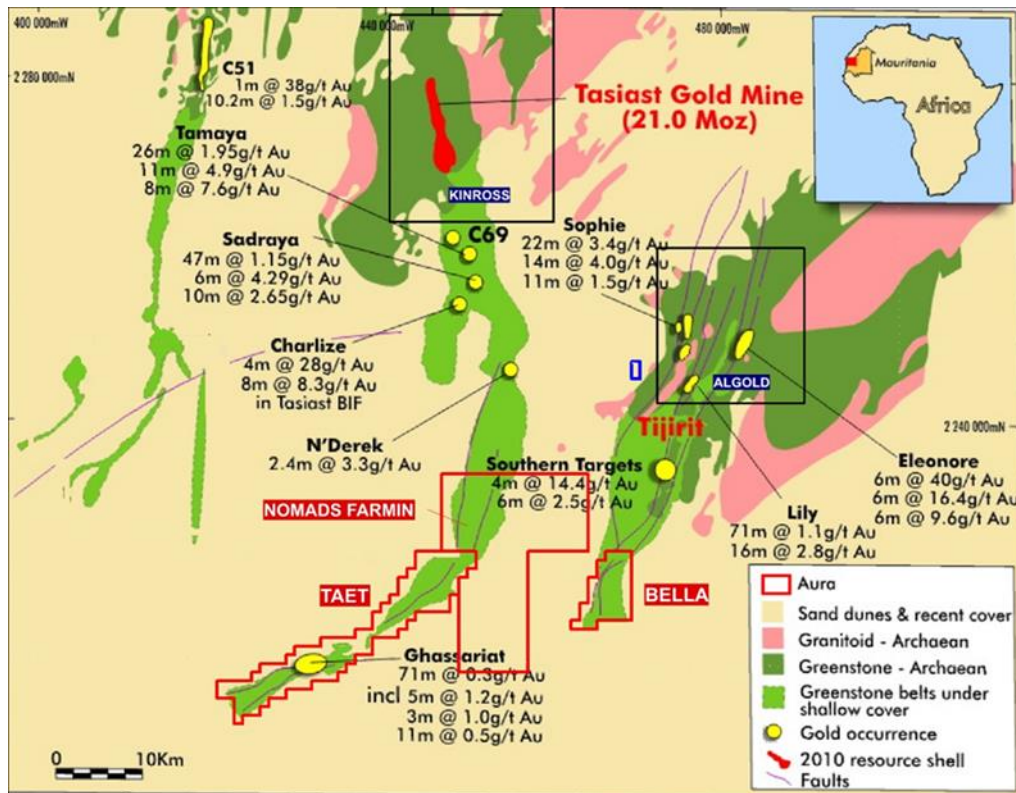 400 000mW
440 000mW
480 000mW
2 280 000mN
C51
1m @ 38g/t Au
10.2m @ 1.5g/t Au
Tamaya
26m @ 1.95g/t Au
11m @ 4.9g/t Au
8m @ 7.6g/t Au
Tasiast Gold Mine
(21.0 Moz)
Mauritania
Africa
KINROSS
C69
Sadraya
47m @ 1.15g/t Au
6m @ 4.29g/t Au
10m @ 2.65g/t Au
Sophie
22m @ 3.4g/t Au
14m @ 4.0g/t Au
11m @ 1.5g/t Au
Charlize
4m @ 28g/t Au
8m @ 8.3g/t Au
in Tasiast BIF
ALGOLD
Tijirit
2 240 000mN
N'Derek
2.4m @ 3.3g/t Au
Southern Targets
4m @ 14.4g/t Au
6m @ 2.5g/t Au
Eleonore
6m @ 40g/t Au
6m @ 16.4g/t Au
6m @ 9.6g/t Au
Lily
71m @ 1.1g/t Au
16m @ 2.8g/t Au
NOMADS FARMIN
TAET
BELLA
Ghassariat
71m @ 0.3g/t Au
incl 5m @ 1.2g/t Au
3m @ 1.0g/t Au
11m @ 0.5g/t Au
0 10Km
Aura
Sand dunes & recent cover
Granitoid - Archaean
Greenstone - Archaean
Greenstone belts under
shallow cover
Gold occurrence
2010 resource shell
Faults